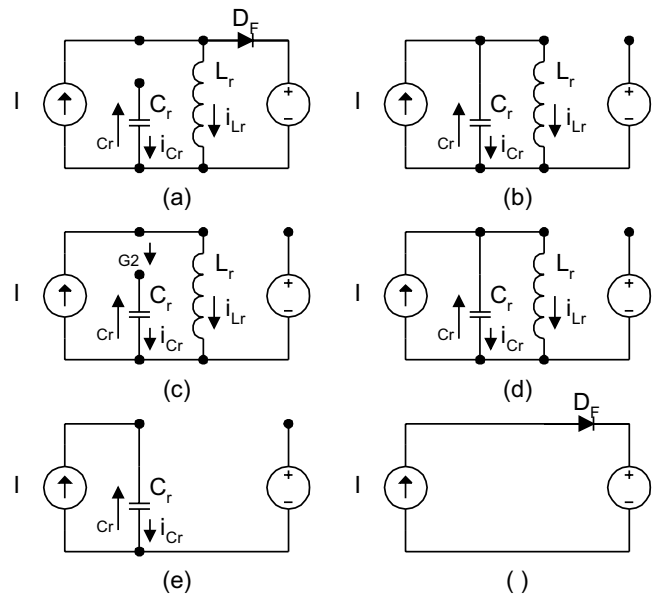 D_F
I
L_r
C_r
Cr
i_Cr
i_Lr
+
−
(a)
I
L_r
C_r
Cr
i_Cr
i_Lr
+
−
(b)
G2
I
L_r
C_r
Cr
i_Cr
i_Lr
+
−
(c)
I
L_r
C_r
Cr
i_Cr
i_Lr
+
−
(d)
I
C_r
Cr
i_Cr
+
−
(e)
D_F
I
+
−
( )